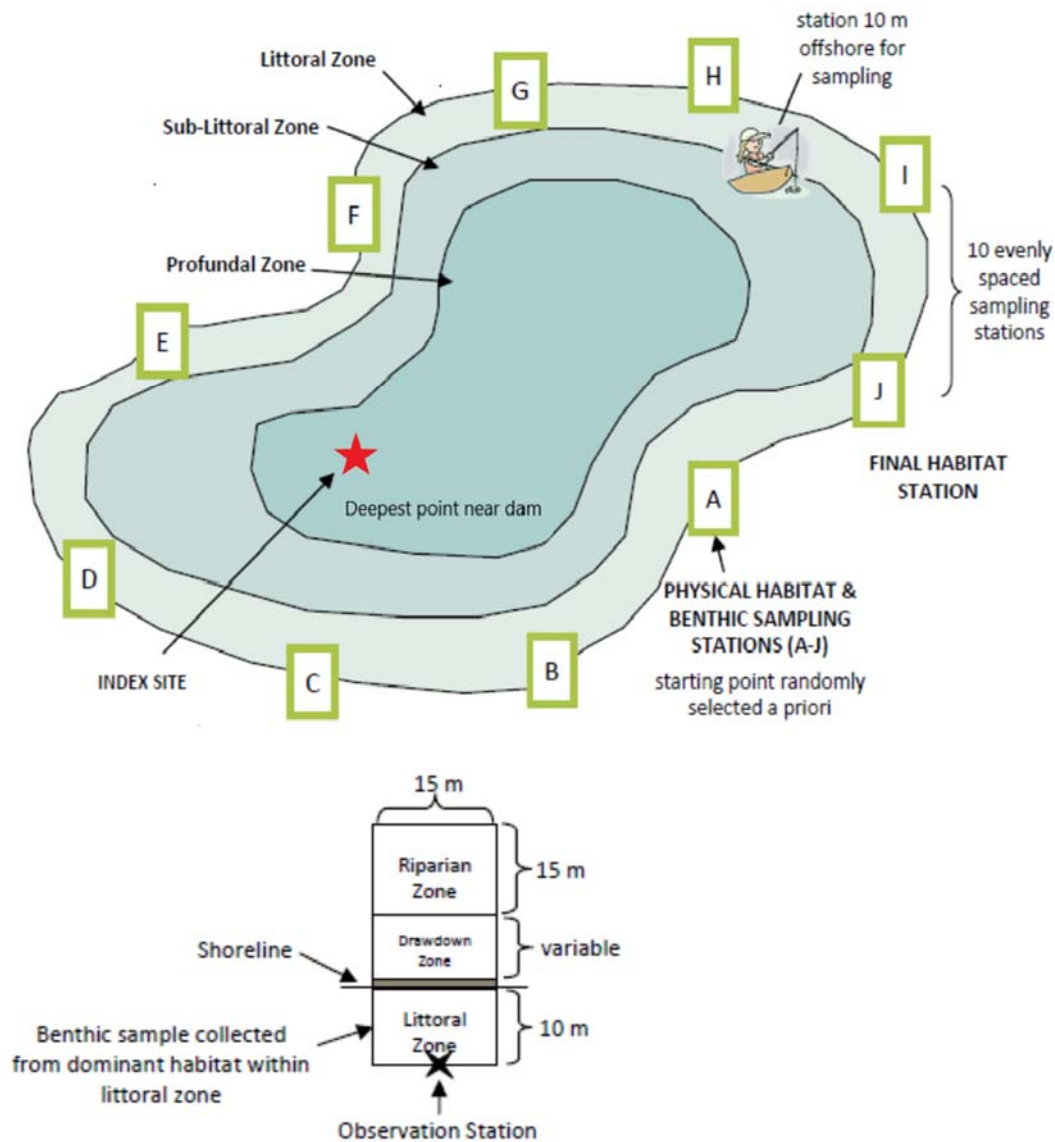 station 10 m
offshore for
sampling
Littoral Zone
G
H
Sub-Littoral Zone
I
F
Profundal Zone
10 evenly
spaced
sampling
stations
E
J
FINAL HABITAT
STATION
A
Deepest point near dam
D
PHYSICAL HABITAT &
BENTHIC SAMPLING
STATIONS (A-J)
starting point randomly
selected a priori
INDEX SITE
C
B
15 m
Riparian
Zone
15 m
Drawdown
Zone
variable
Shoreline
Littoral
Zone
10 m
Benthic sample collected
from dominant habitat within
littoral zone
Observation Station